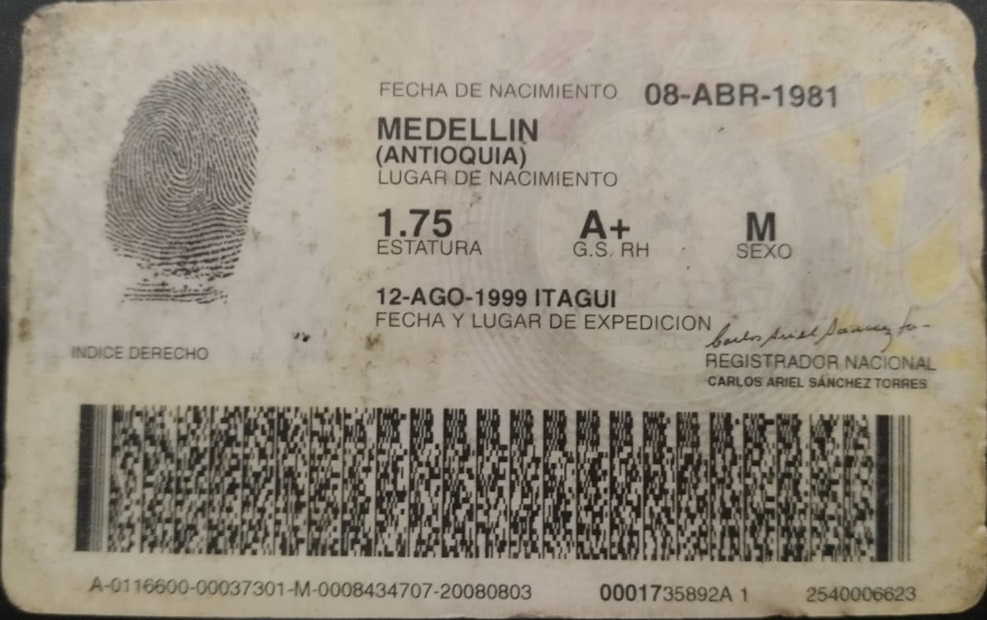 FECHA DE NACIMIENTO 08-ABR-1981
MEDELLIN
(ANTIOQUIA)
LUGAR DE NACIMIENTO
1.75 A+ M
ESTATURA G.S. RH SEXO
12-AGO-1999 ITAGUI
FECHA Y LUGAR DE EXPEDICION
INDICE DERECHO
REGISTRADOR NACIONAL
CARLOS ARIEL SÁNCHEZ TORRES
A-0116600-00037301-M-0008434707-20080803 0001735892A 1 2540006623